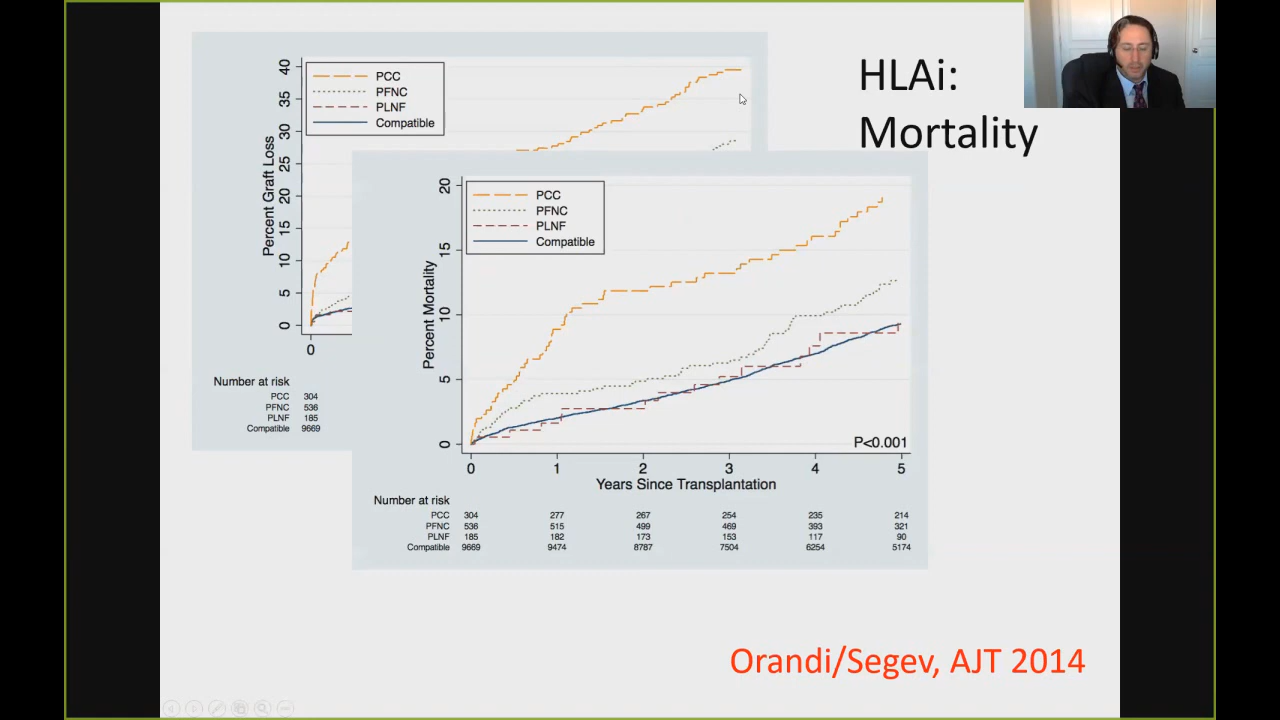 HLAi:
Mortality
PCC
PFNC
PLNF
Compatible
Percent Graft Loss
40
35
30
25
20
15
10
5
0
0
Number at risk
PCC 304
PFNC 536
PLNF 185
Compatible 9669
PCC
PFNC
PLNF
Compatible
Percent Mortality
20
15
10
5
0
P<0.001
0 1 2 3 4 5
Years Since Transplantation
Number at risk
PCC 304 277 267 254 235 214
PFNC 536 515 499 469 393 321
PLNF 185 182 173 153 117 90
Compatible 9669 9474 8787 7504 6254 5174
Orandi/Segev, AJT 2014